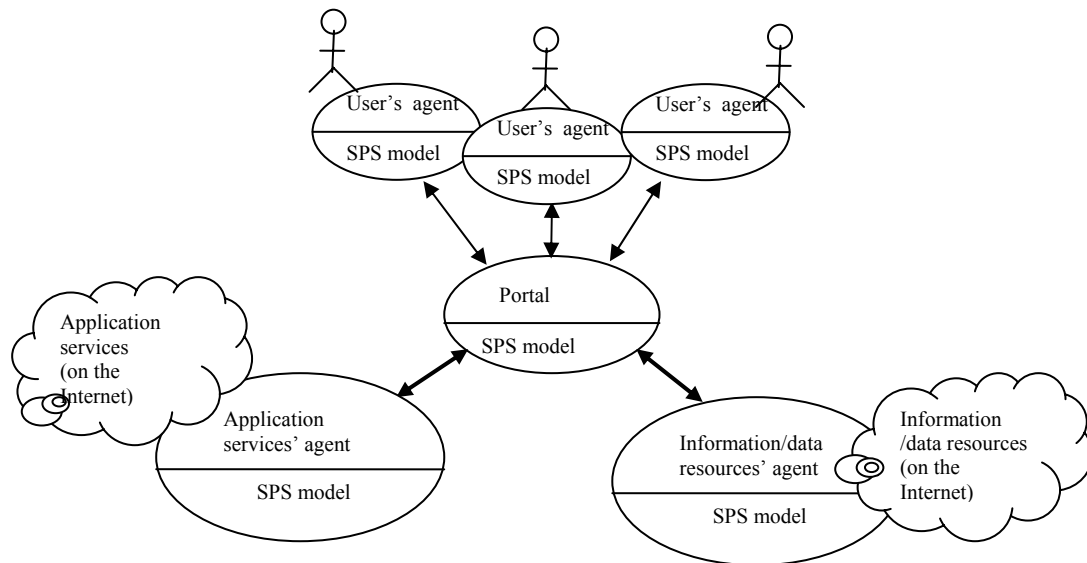 User's  agent
SPS model
User's  agent
SPS model
User's  agent
SPS model
Portal
SPS model
Application
services
(on the
Internet)
Application
services' agent
SPS model
Information/data
resources' agent
SPS model
Information
/data resources
(on the
Internet)